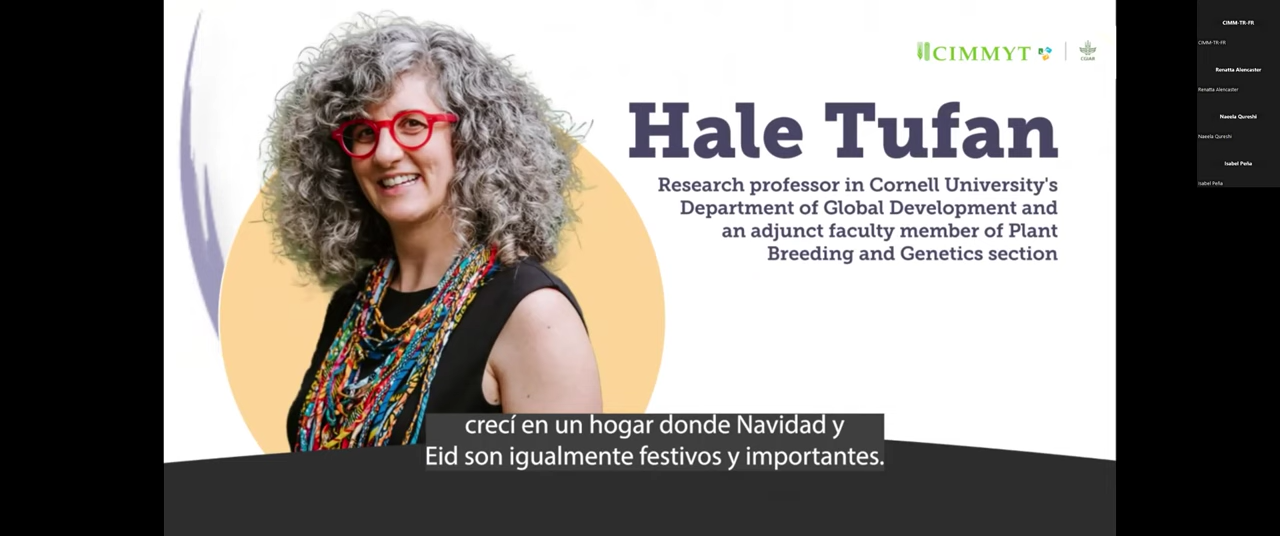 CIMMYT
CGIAR
Hale Tufan
Research professor in Cornell University's
Department of Global Development and
an adjunct faculty member of Plant
Breeding and Genetics section
crecí en un hogar donde Navidad y
Eid son igualmente festivos y importantes.
CIMM-TR-FR
CIMM-TR-FR
Renatta Alencaster
Renatta Alencaster
Naeela Qureshi
Naeela Qureshi
Isabel Peña
Isabel Peña